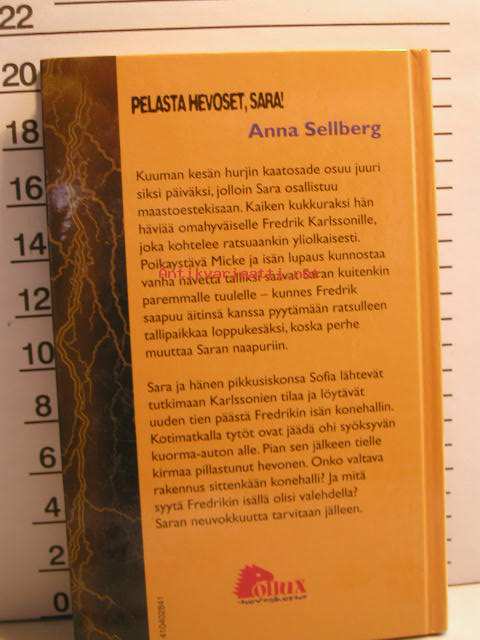 22
20
18
16
14
12
10
8
6
4
2
0
PELASTA HEVOSET, SARA!
Anna Sellberg
Kuuman kesän hurjin kaatosade osuu juuri
siksi päiväksi, jolloin Sara osallistuu
maastoestekisaan. Kaiken kukkuraksi hän
häviää omahyväiselle Fredrik Karlssonille,
joka kohtelee ratsuaankin yliolkaisesti.
Poikaystävä Micke ja isän lupaus kunnostaa
Antikvariaatti.net
vanha navetta talliksi saavat Saran kuitenkin
paremmalle tuulelle – kunnes Fredrik
saapuu äitinsä kanssa pyytämään ratsulleen
tallipaikkaa loppukesäksi, koska perhe
muuttaa Saran naapuriin.
Sara ja hänen pikkusiskonsa Sofia lähtevät
tutkimaan Karlssonien tilaa ja löytävät
uuden tien päästä Fredrikin isän konehallin.
Kotimatkalla tytöt ovat jäädä ohi syöksyvän
kuorma-auton alle. Pian sen jälkeen tielle
kirmaa pillastunut hevonen. Onko valtava
rakennus sittenkään konehalli? Ja mitä
syytä Fredrikin isällä olisi valehdella?
Saran neuvokkuutta tarvitaan jälleen.
Pollux
-hevoskerho
410402841